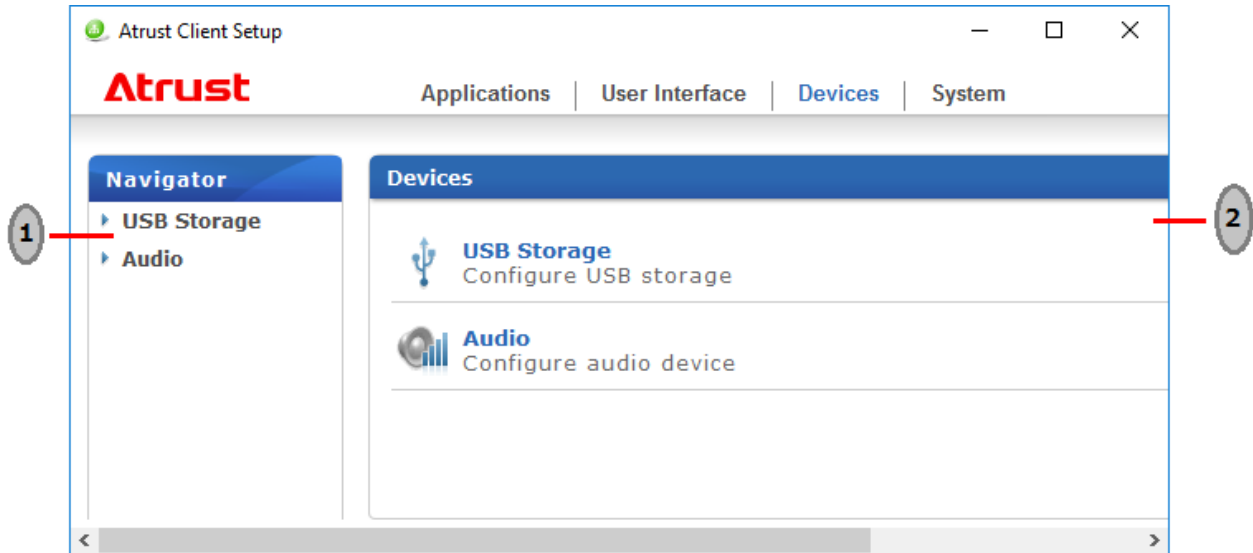 Atrust Client Setup
Atrust
Applications | User Interface | Devices | System
Navigator
USB Storage
Audio
Devices
USB Storage
Configure USB storage
Audio
Configure audio device
1
2